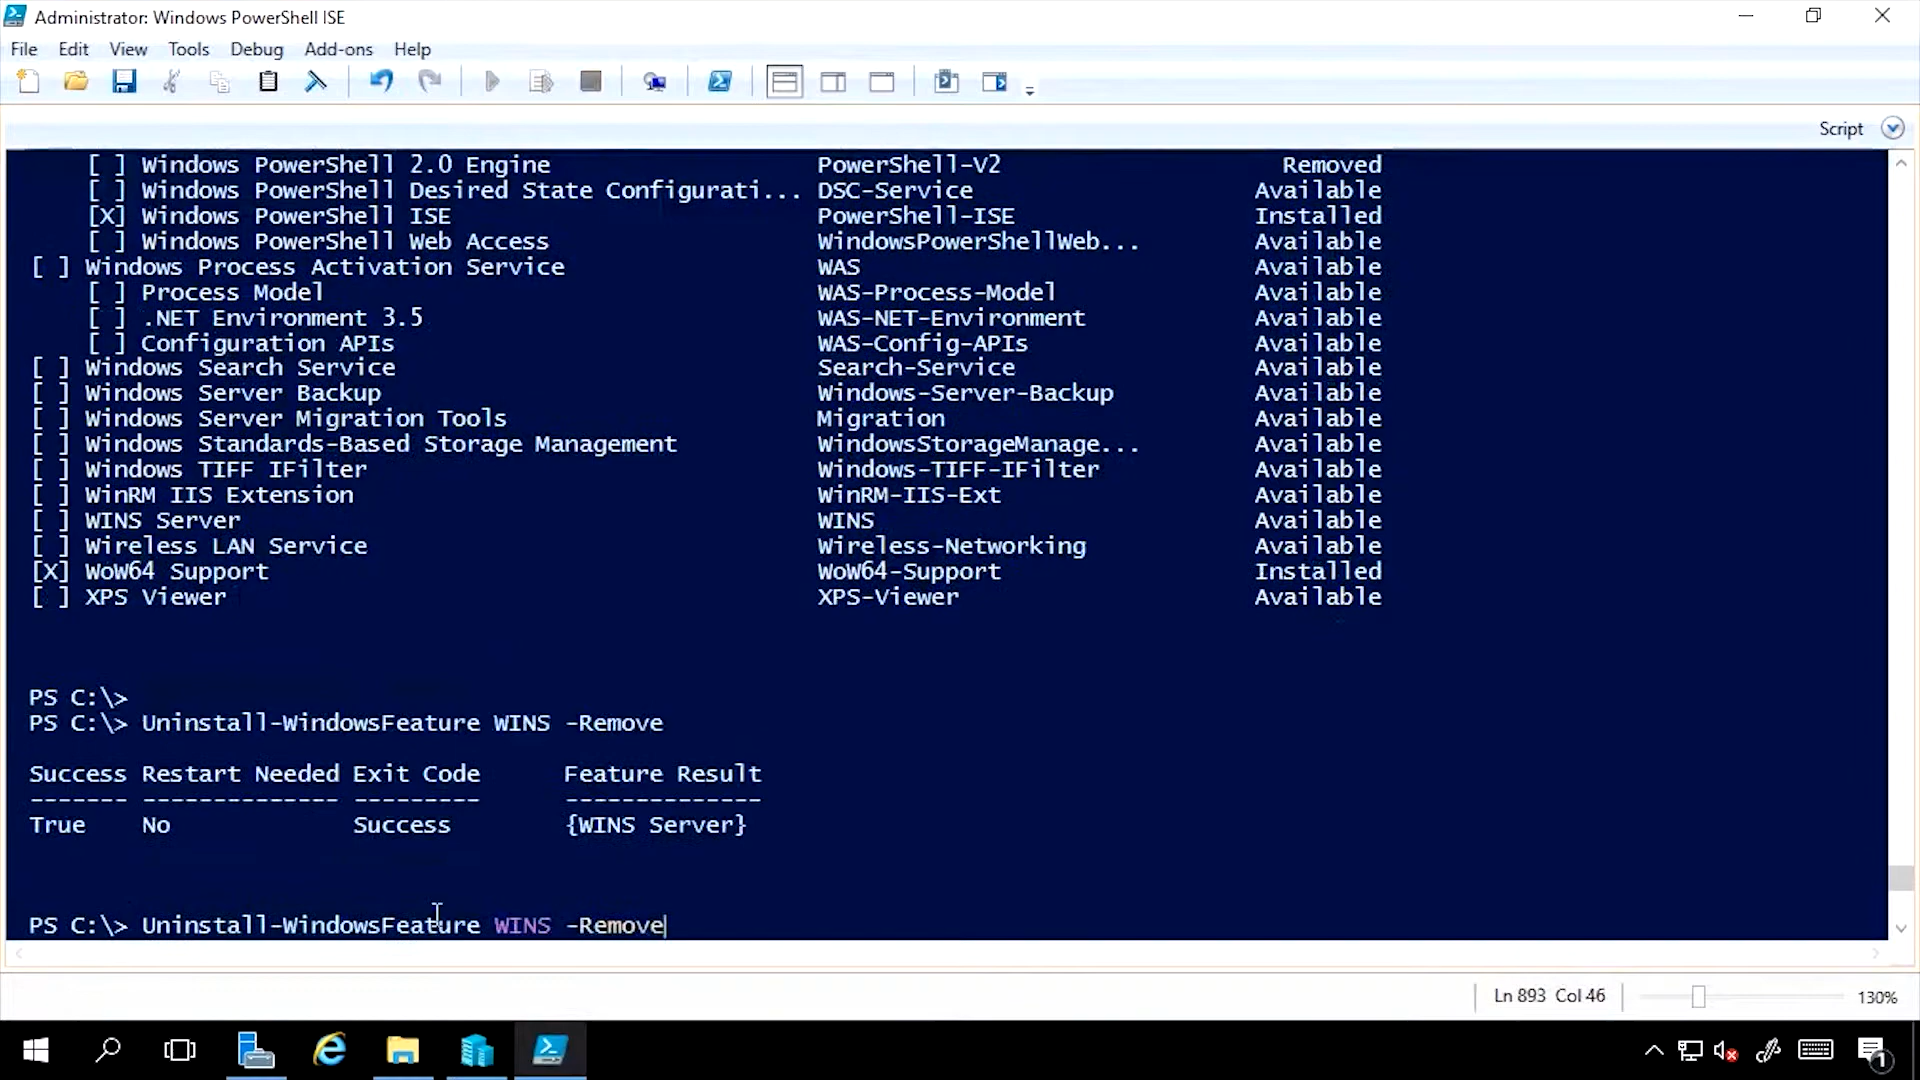 Administrator: Windows PowerShell ISE
File Edit View Tools Debug Add-ons Help
Script
[ ] Windows PowerShell 2.0 Engine PowerShell-V2 Removed
[ ] Windows PowerShell Desired State Configurati... DSC-Service Available
[X] Windows PowerShell ISE PowerShell-ISE Installed
[ ] Windows PowerShell Web Access WindowsPowerShellWeb... Available
[ ] Windows Process Activation Service WAS Available
[ ] Process Model WAS-Process-Model Available
[ ] .NET Environment 3.5 WAS-NET-Environment Available
[ ] Configuration APIs WAS-Config-APIs Available
[ ] Windows Search Service Search-Service Available
[ ] Windows Server Backup Windows-Server-Backup Available
[ ] Windows Server Migration Tools Migration Available
[ ] Windows Standards-Based Storage Management WindowsStorageManage... Available
[ ] Windows TIFF IFilter Windows-TIFF-IFilter Available
[ ] WinRM IIS Extension WinRM-IIS-Ext Available
[ ] WINS Server WINS Available
[ ] Wireless LAN Service Wireless-Networking Available
[X] WoW64 Support WoW64-Support Installed
[ ] XPS Viewer XPS-Viewer Available
PS C:\>
PS C:\> Uninstall-WindowsFeature WINS -Remove
Success Restart Needed Exit Code Feature Result
------- -------------- --------- --------------
True No Success {WINS Server}
PS C:\> Uninstall-WindowsFeature WINS -Remove
Ln 893 Col 46
130%
1